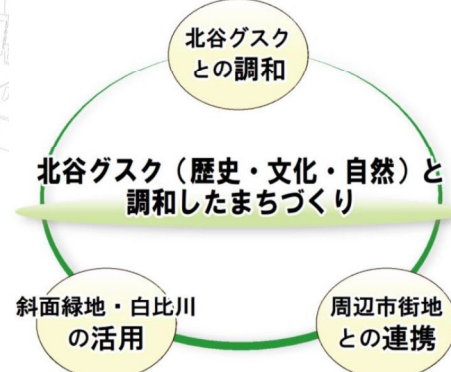 北谷グスク
との調和
北谷グスク（歴史・文化・自然）と
調和したまちづくり
斜面緑地・白比川
の活用
周辺市街地
との連携